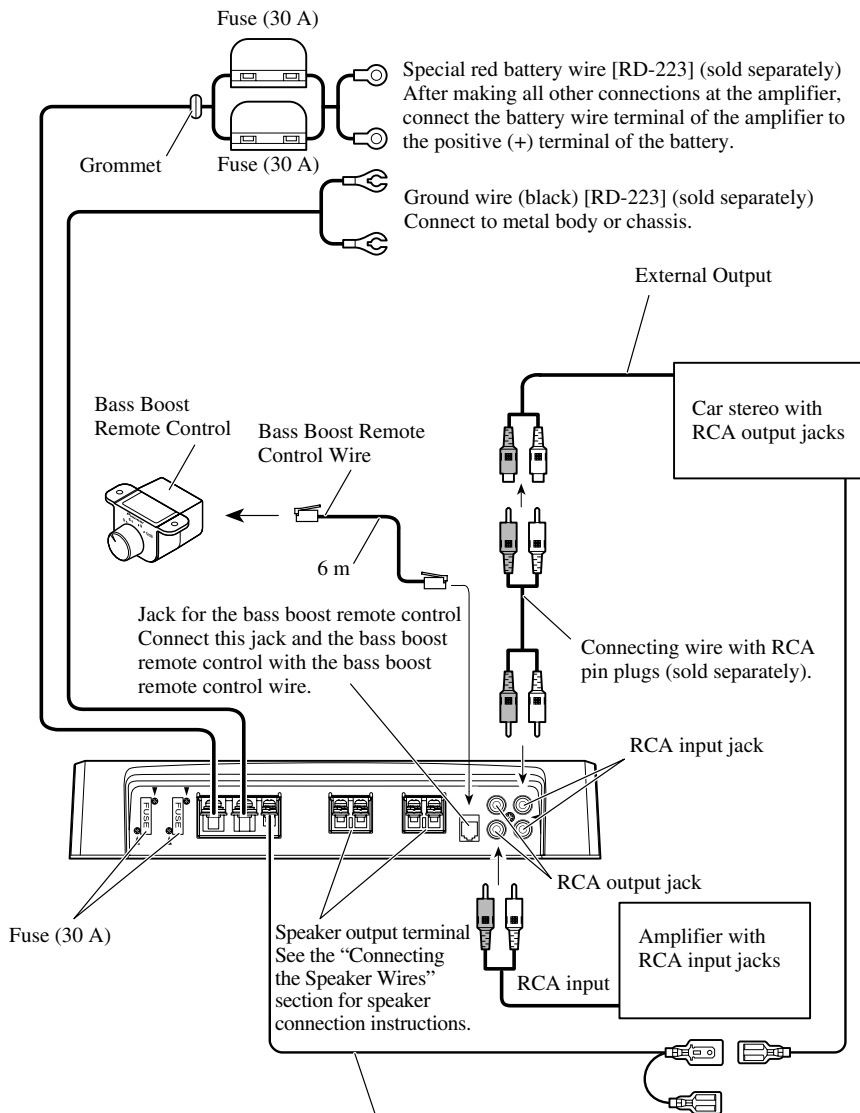 Fuse (30 A)
Special red battery wire [RD-223] (sold separately)
After making all other connections at the amplifier,
connect the battery wire terminal of the amplifier to
the positive (+) terminal of the battery.
Grommet
Fuse (30 A)
Ground wire (black) [RD-223] (sold separately)
Connect to metal body or chassis.
External Output
Car stereo with
RCA output jacks
Bass Boost
Remote Control
Bass Boost Remote
Control Wire
6 m
Jack for the bass boost remote control
Connect this jack and the bass boost
remote control with the bass boost
remote control wire.
Connecting wire with RCA
pin plugs (sold separately).
RCA input jack
FUSE
FUSE
RCA output jack
Fuse (30 A)
Speaker output terminal
See the “Connecting
the Speaker Wires”
section for speaker
connection instructions.
Amplifier with
RCA input jacks
RCA input